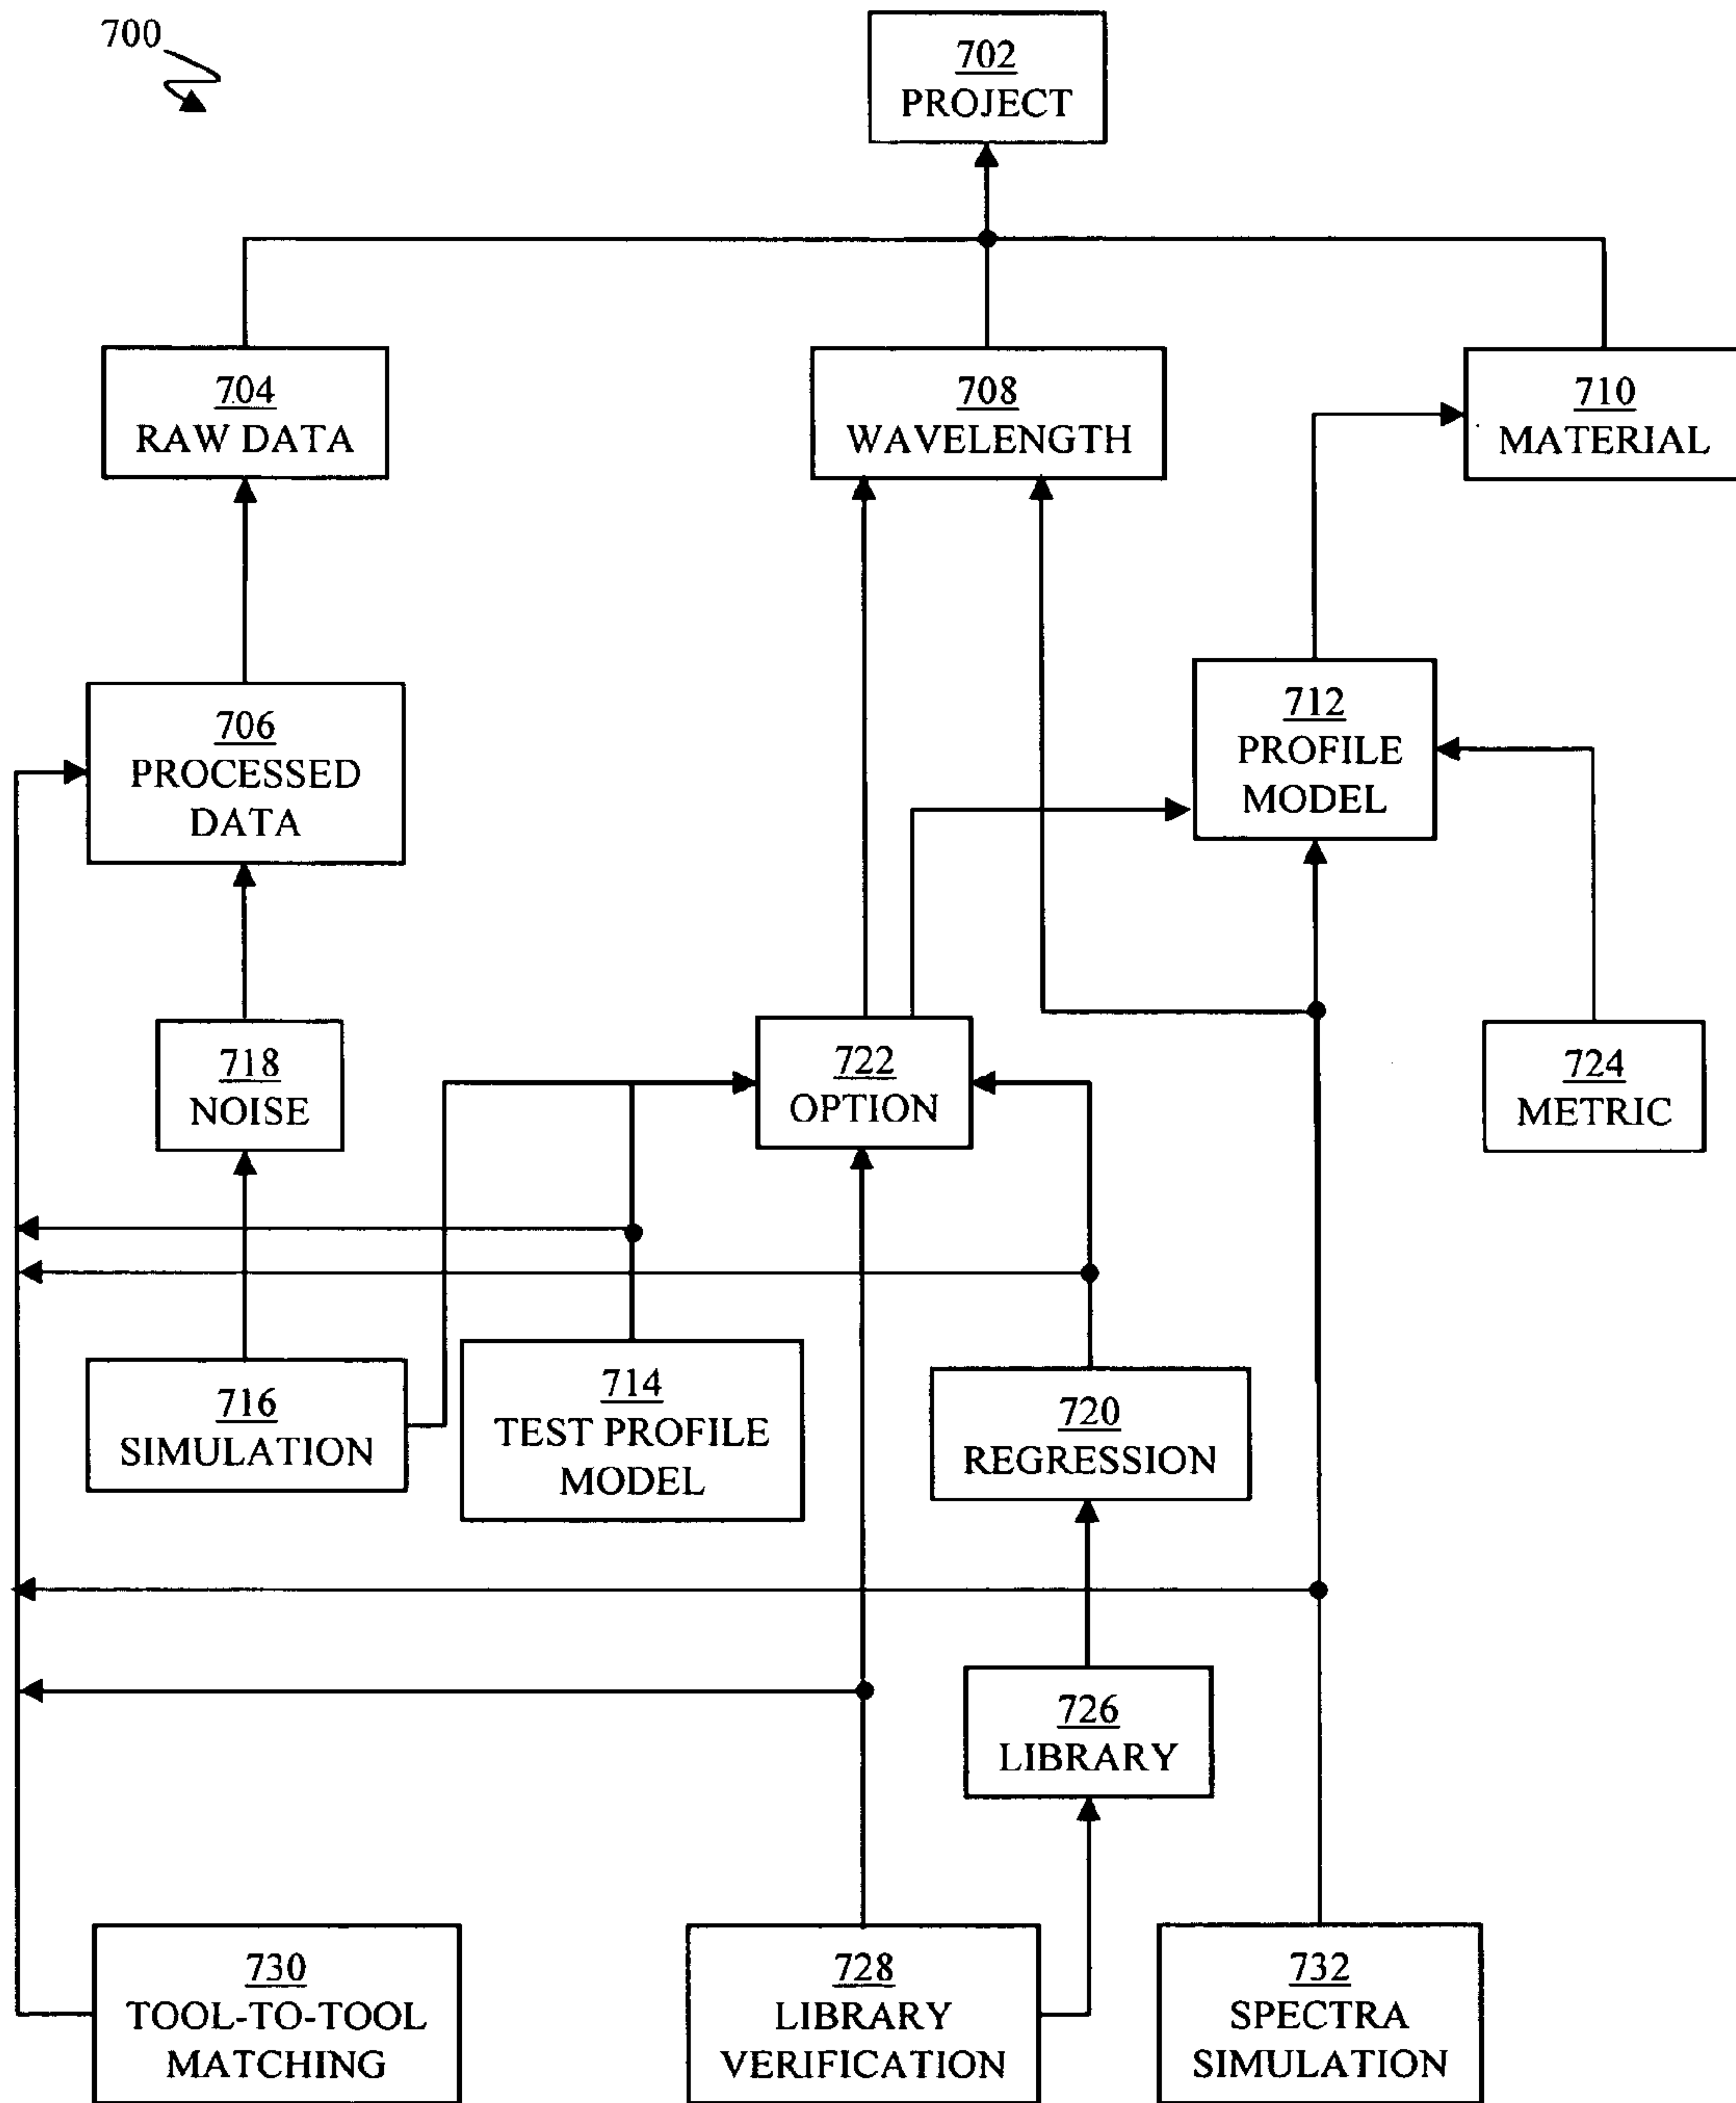 700
702
PROJECT
704
RAW DATA
708
WAVELENGTH
710
MATERIAL
706
PROCESSED
DATA
712
PROFILE
MODEL
718
NOISE
722
OPTION
724
METRIC
716
SIMULATION
714
TEST PROFILE
MODEL
720
REGRESSION
726
LIBRARY
730
TOOL-TO-TOOL
MATCHING
728
LIBRARY
VERIFICATION
732
SPECTRA
SIMULATION